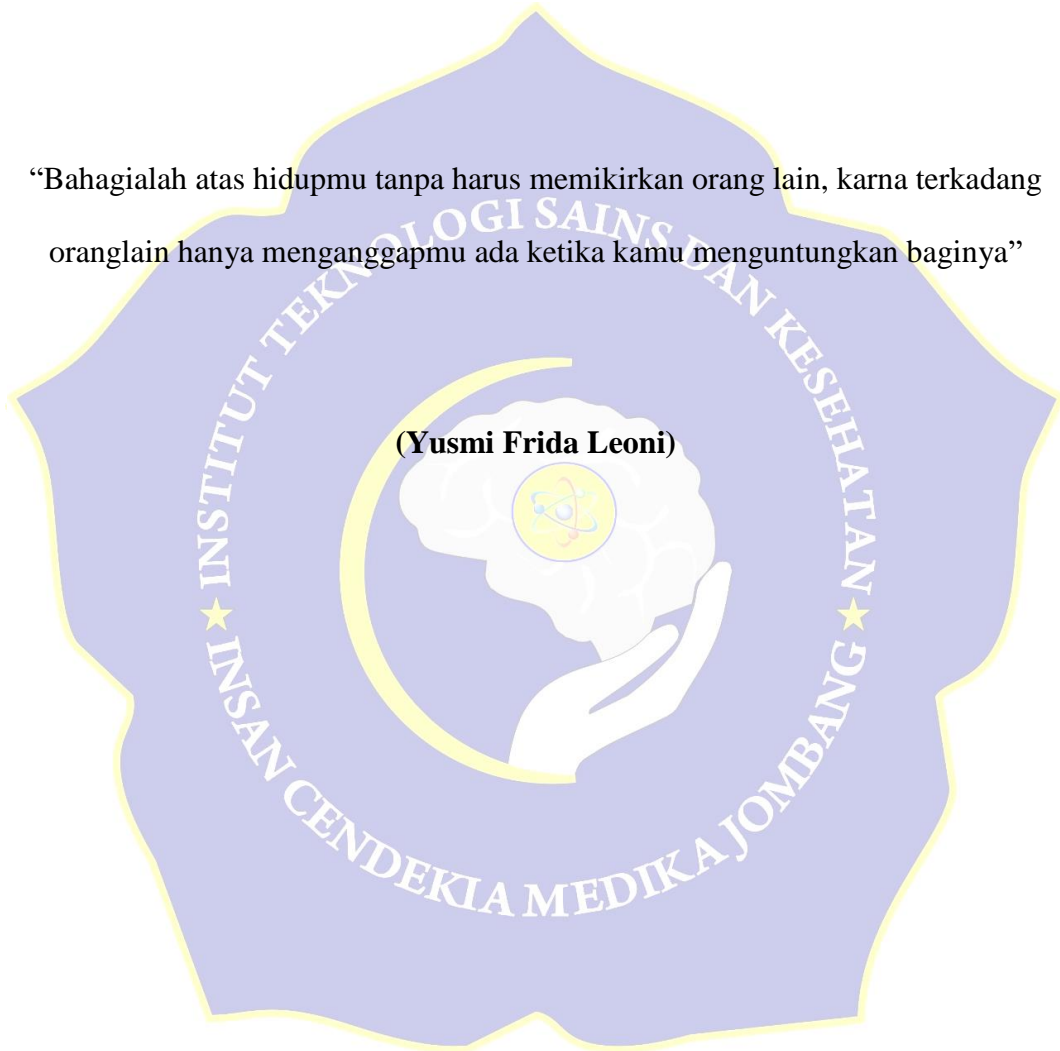 “Bahagialah atas hidupmu tanpa harus memikirkan orang lain, karna terkadang
oranglain hanya menganggapmu ada ketika kamu menguntungkan baginya”
(Yusmi Frida Leoni)
INSTITUT TEKNOLOGI SAINS DAN KESEHATAN
INSAN CENDEKIA MEDIKA JOMBANG